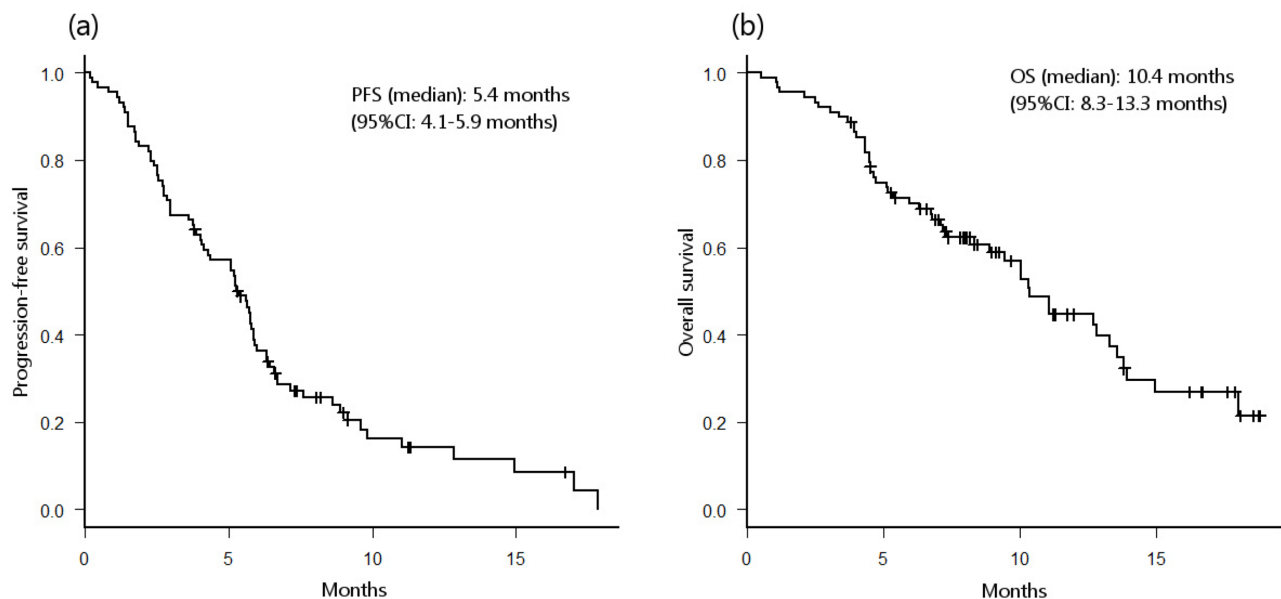 (a)
PFS (median): 5.4 months
(95%CI: 4.1-5.9 months)
Progression-free survival
1.0
0.8
0.6
0.4
0.2
0.0
0 5 10 15
Months
(b)
OS (median): 10.4 months
(95%CI: 8.3-13.3 months)
Overall survival
1.0
0.8
0.6
0.4
0.2
0.0
0 5 10 15
Months